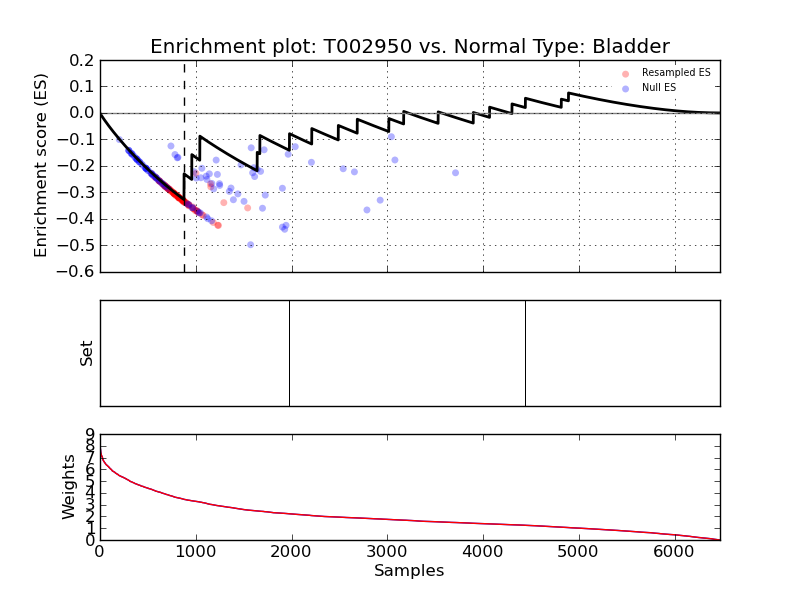 Enrichment plot: T002950 vs. Normal Type: Bladder
Enrichment score (ES)
0.2
0.1
0.0
−0.1
−0.2
−0.3
−0.4
−0.5
−0.6
Resampled ES
Null ES
Set
Weights
9
8
7
6
5
4
3
2
1
0
0 1000 2000 3000 4000 5000 6000
Samples